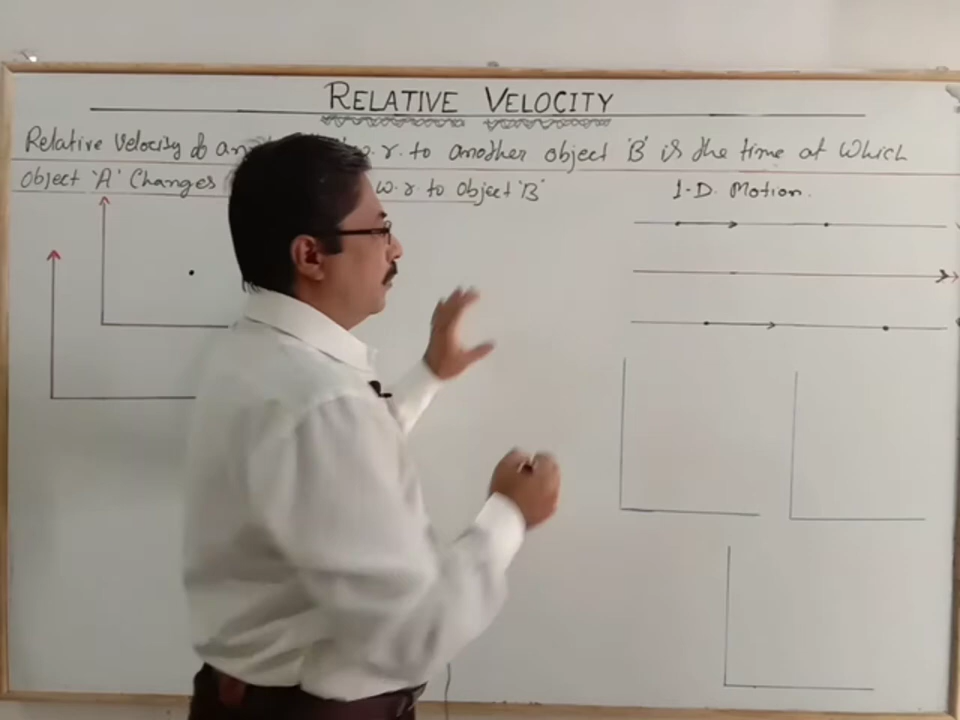 RELATIVE VELOCITY
Relative Velocity of an w. r. to another object 'B' is the time at which
object 'A' Changes w. r. to object 'B'
1-D. Motion.